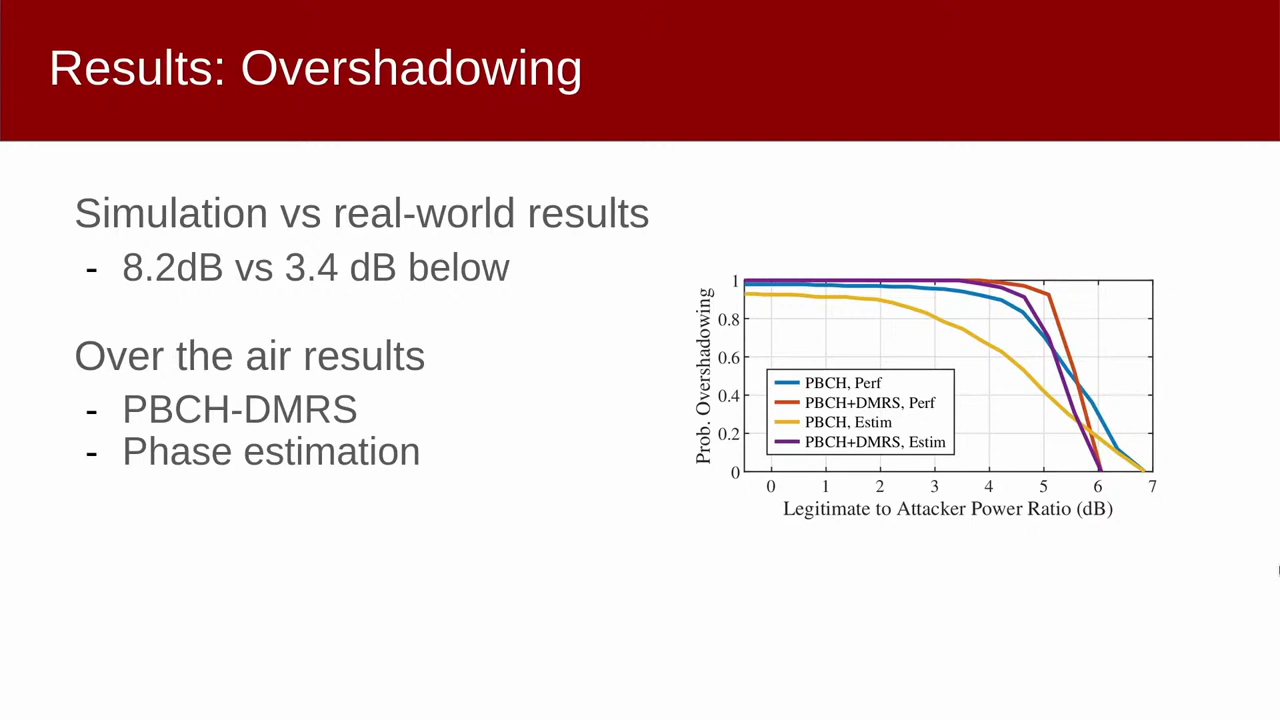 Results: Overshadowing
Simulation vs real-world results
- 8.2dB vs 3.4 dB below
Over the air results
- PBCH-DMRS
- Phase estimation
Prob. Overshadowing
1
0.8
0.6
0.4
0.2
0
PBCH, Perf
PBCH+DMRS, Perf
PBCH, Estim
PBCH+DMRS, Estim
0 1 2 3 4 5 6 7
Legitimate to Attacker Power Ratio (dB)